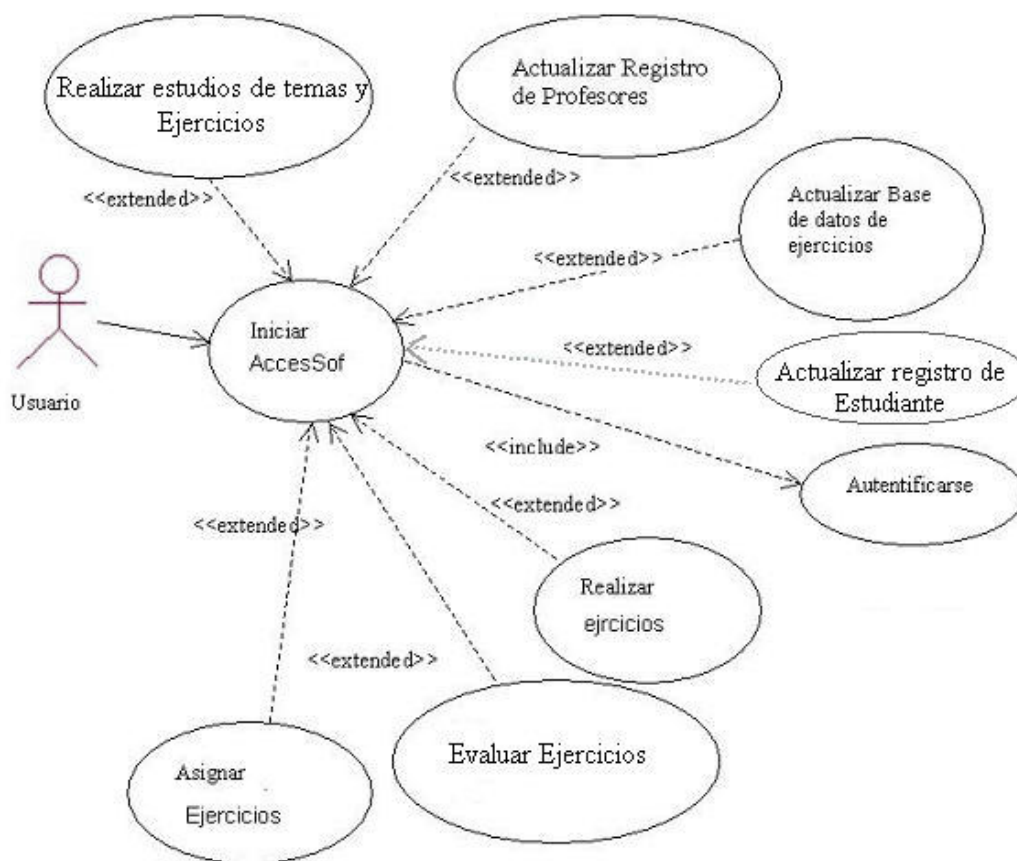 Realizar estudios de temas y
Ejercicios
Actualizar Registro
de Profesores
<<extended>>
<<extended>>
Actualizar Base
de datos de
ejercicios
<<extended>>
Iniciar
AccesSof
Usuario
<<extended>>
Actualizar registro de
Estudiante
<<include>>
Autentificarse
<<extended>>
<<extended>>
Realizar
ejrcicios
<<extended>>
Evaluar Ejercicios
Asignar
Ejercicios